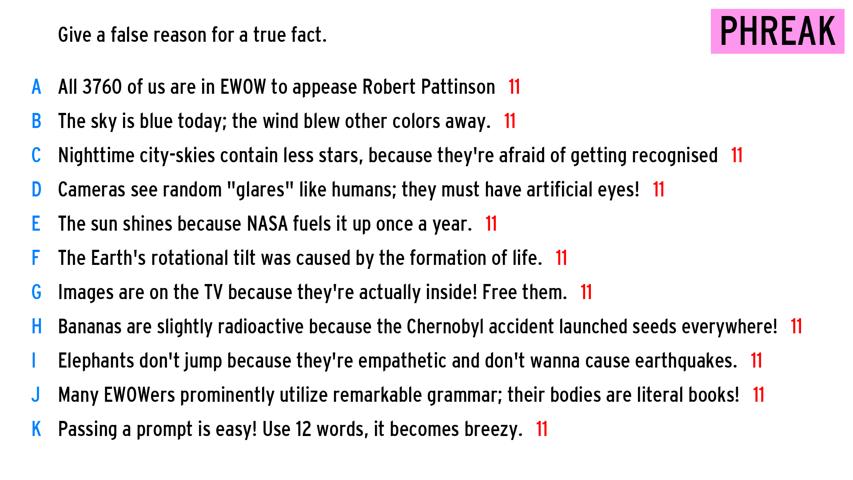 Give a false reason for a true fact.
PHREAK
A All 3760 of us are in EWOW to appease Robert Pattinson 11
B The sky is blue today; the wind blew other colors away. 11
C Nighttime city-skies contain less stars, because they're afraid of getting recognised 11
D Cameras see random "glares" like humans; they must have artificial eyes! 11
E The sun shines because NASA fuels it up once a year. 11
F The Earth's rotational tilt was caused by the formation of life. 11
G Images are on the TV because they're actually inside! Free them. 11
H Bananas are slightly radioactive because the Chernobyl accident launched seeds everywhere! 11
I Elephants don't jump because they're empathetic and don't wanna cause earthquakes. 11
J Many EWOWers prominently utilize remarkable grammar; their bodies are literal books! 11
K Passing a prompt is easy! Use 12 words, it becomes breezy. 11